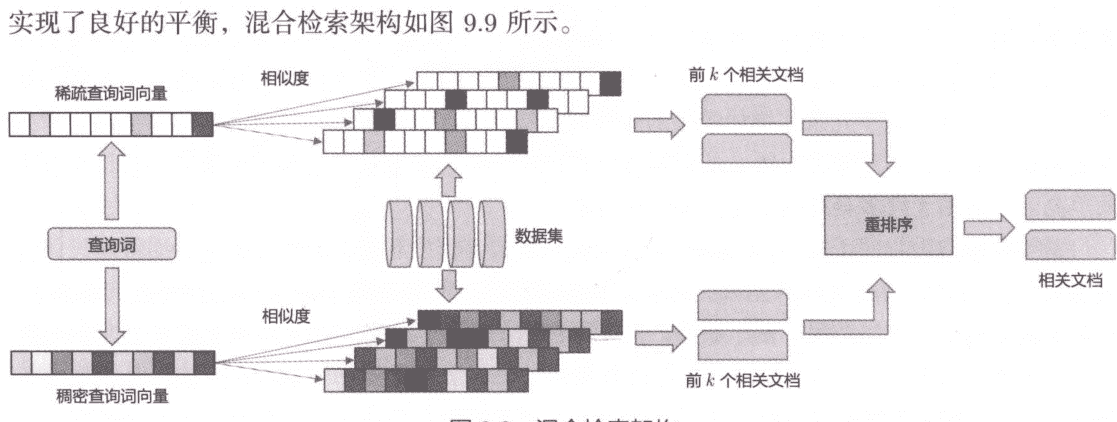 实现了良好的平衡，混合检索架构如图 9.9 所示。
相似度
前 k 个相关文档
稀疏查询词向量
查询词
数据集
重排序
相关文档
相似度
前 k 个相关文档
稠密查询词向量